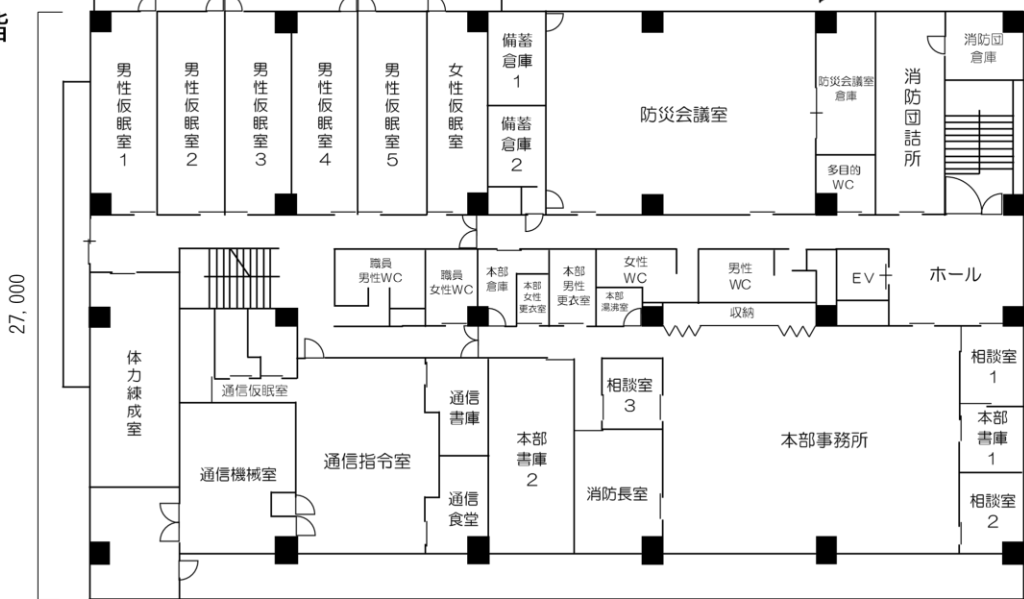 階
男性仮眠室1
男性仮眠室2
男性仮眠室3
男性仮眠室4
男性仮眠室5
女性仮眠室
備蓄
倉庫
1
備蓄
倉庫
2
防災会議室
防災会議室
倉庫
多目的
WC
消防団詰所
消防団
倉庫
27,000
職員
男性WC
職員
女性WC
本部
倉庫
本部
女性
更衣室
本部
男性
更衣室
女性
WC
本部
湯沸室
男性
WC
収納
EV
ホール
体力練成室
通信仮眠室
通信機械室
通信指令室
通信
書庫
通信
食堂
本部
書庫
2
相談室
3
消防長室
本部事務所
相談室
1
本部
書庫
1
相談室
2